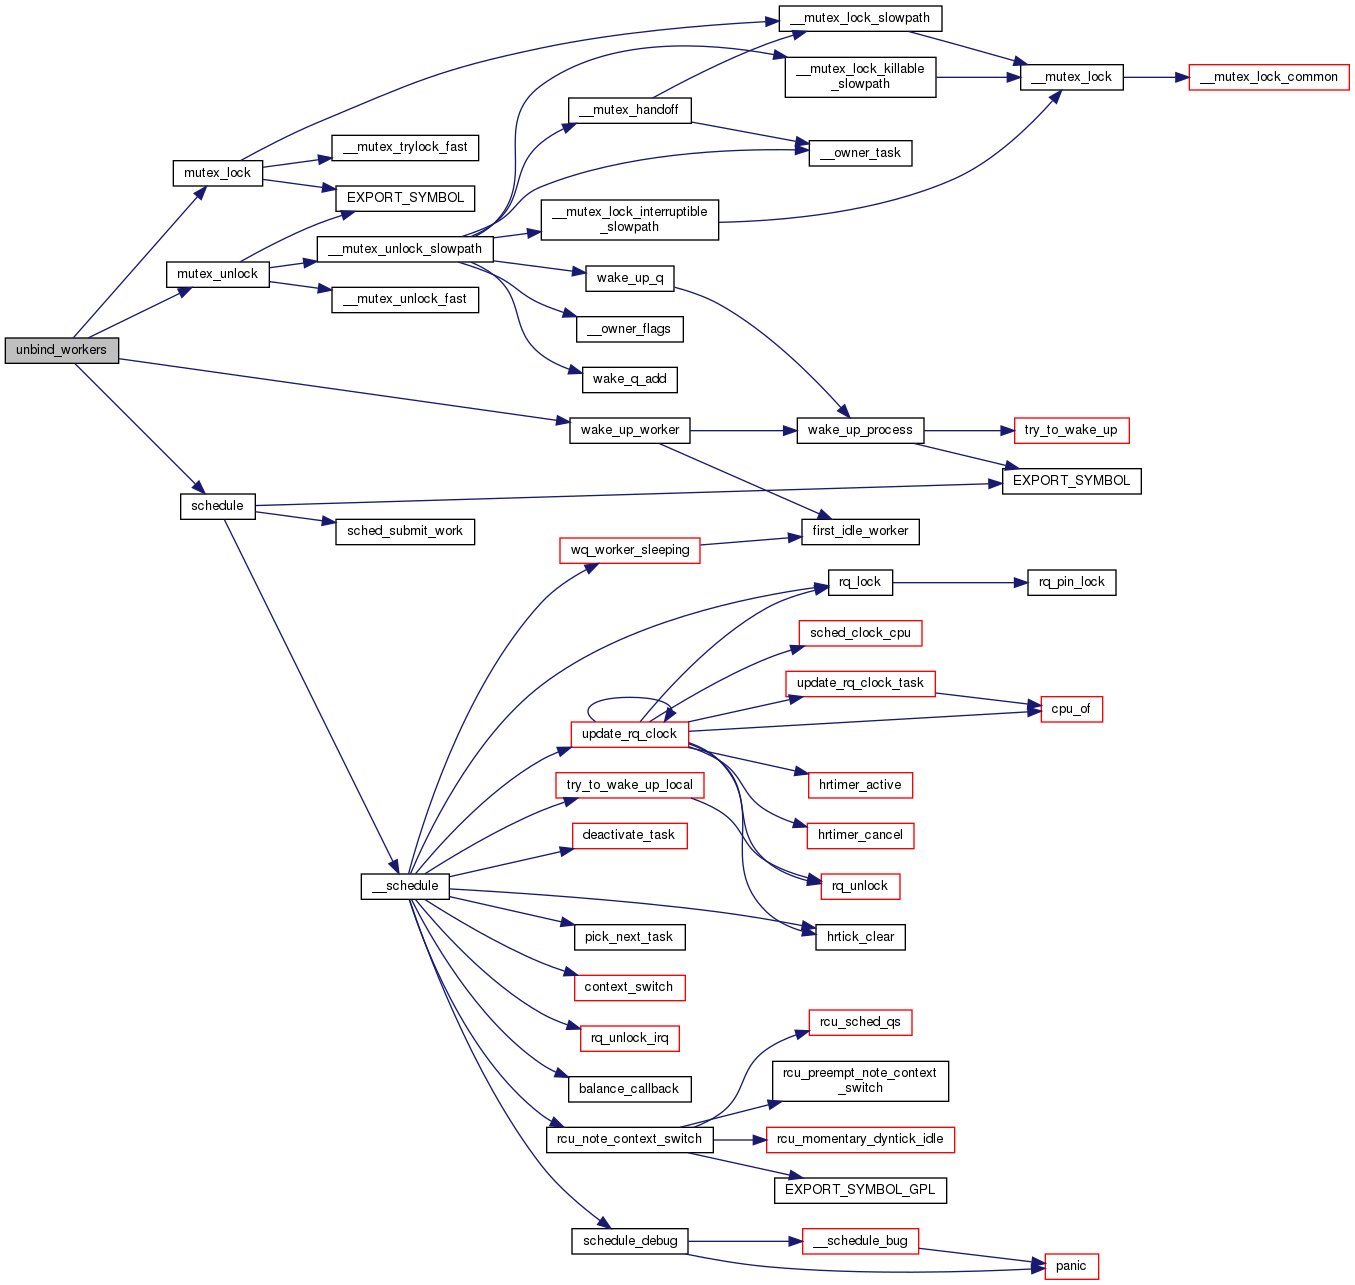 __mutex_lock_slowpath
__mutex_lock_killable
_slowpath
__mutex_lock
__mutex_lock_common
__mutex_handoff
__mutex_trylock_fast
__owner_task
mutex_lock
EXPORT_SYMBOL
__mutex_lock_interruptible
_slowpath
__mutex_unlock_slowpath
mutex_unlock
wake_up_q
__mutex_unlock_fast
__owner_flags
unbind_workers
wake_q_add
wake_up_worker
wake_up_process
try_to_wake_up
EXPORT_SYMBOL
schedule
sched_submit_work
first_idle_worker
wq_worker_sleeping
rq_lock
rq_pin_lock
sched_clock_cpu
update_rq_clock_task
cpu_of
update_rq_clock
try_to_wake_up_local
hrtimer_active
deactivate_task
hrtimer_cancel
__schedule
rq_unlock
pick_next_task
hrtick_clear
context_switch
rcu_sched_qs
rq_unlock_irq
rcu_preempt_note_context
_switch
balance_callback
rcu_note_context_switch
rcu_momentary_dyntick_idle
EXPORT_SYMBOL_GPL
schedule_debug
__schedule_bug
panic